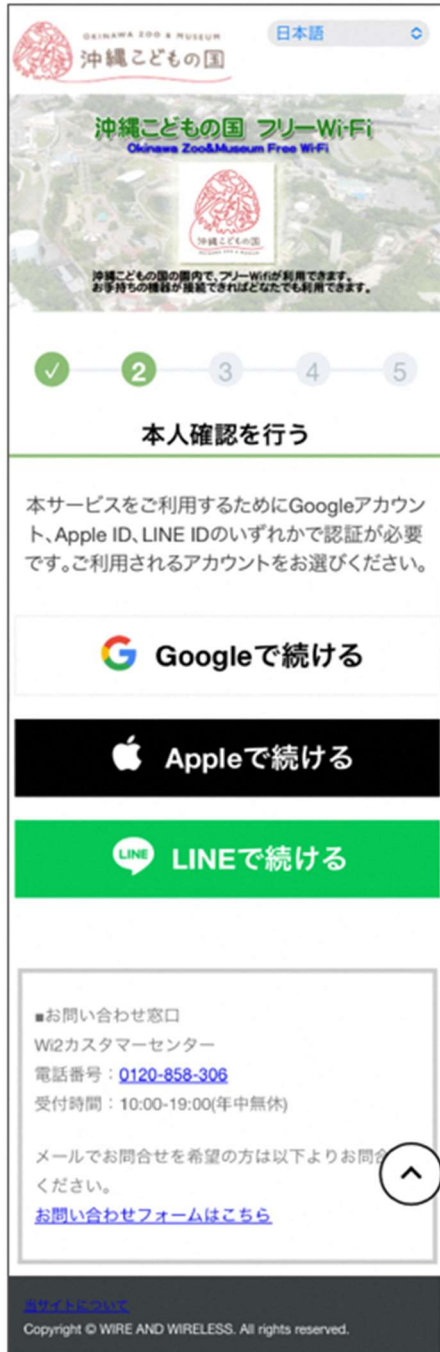 OKINAWA ZOO & MUSEUM
沖縄こどもの国
日本語
沖縄こどもの国 フリーWi-Fi
Okinawa Zoo&Museum Free Wi-Fi
沖縄こどもの国
沖縄こどもの国の園内で、フリーWifiが利用できます。
お手持ちの機器が接続できればどなたでも利用できます。
2 3 4 5
本人確認を行う
本サービスをご利用するためにGoogleアカウン
ト、Apple ID、LINE IDのいずれかで認証が必要
です。ご利用されるアカウントをお選びください。
Googleで続ける
Appleで続ける
LINE LINEで続ける
■お問い合わせ窓口
Wi2カスタマーセンター
電話番号：0120-858-306
受付時間：10:00-19:00(年中無休)
メールでお問合せを希望の方は以下よりお問合
ください。
お問い合わせフォームはこちら
当サイトについて
Copyright © WIRE AND WIRELESS. All rights reserved.